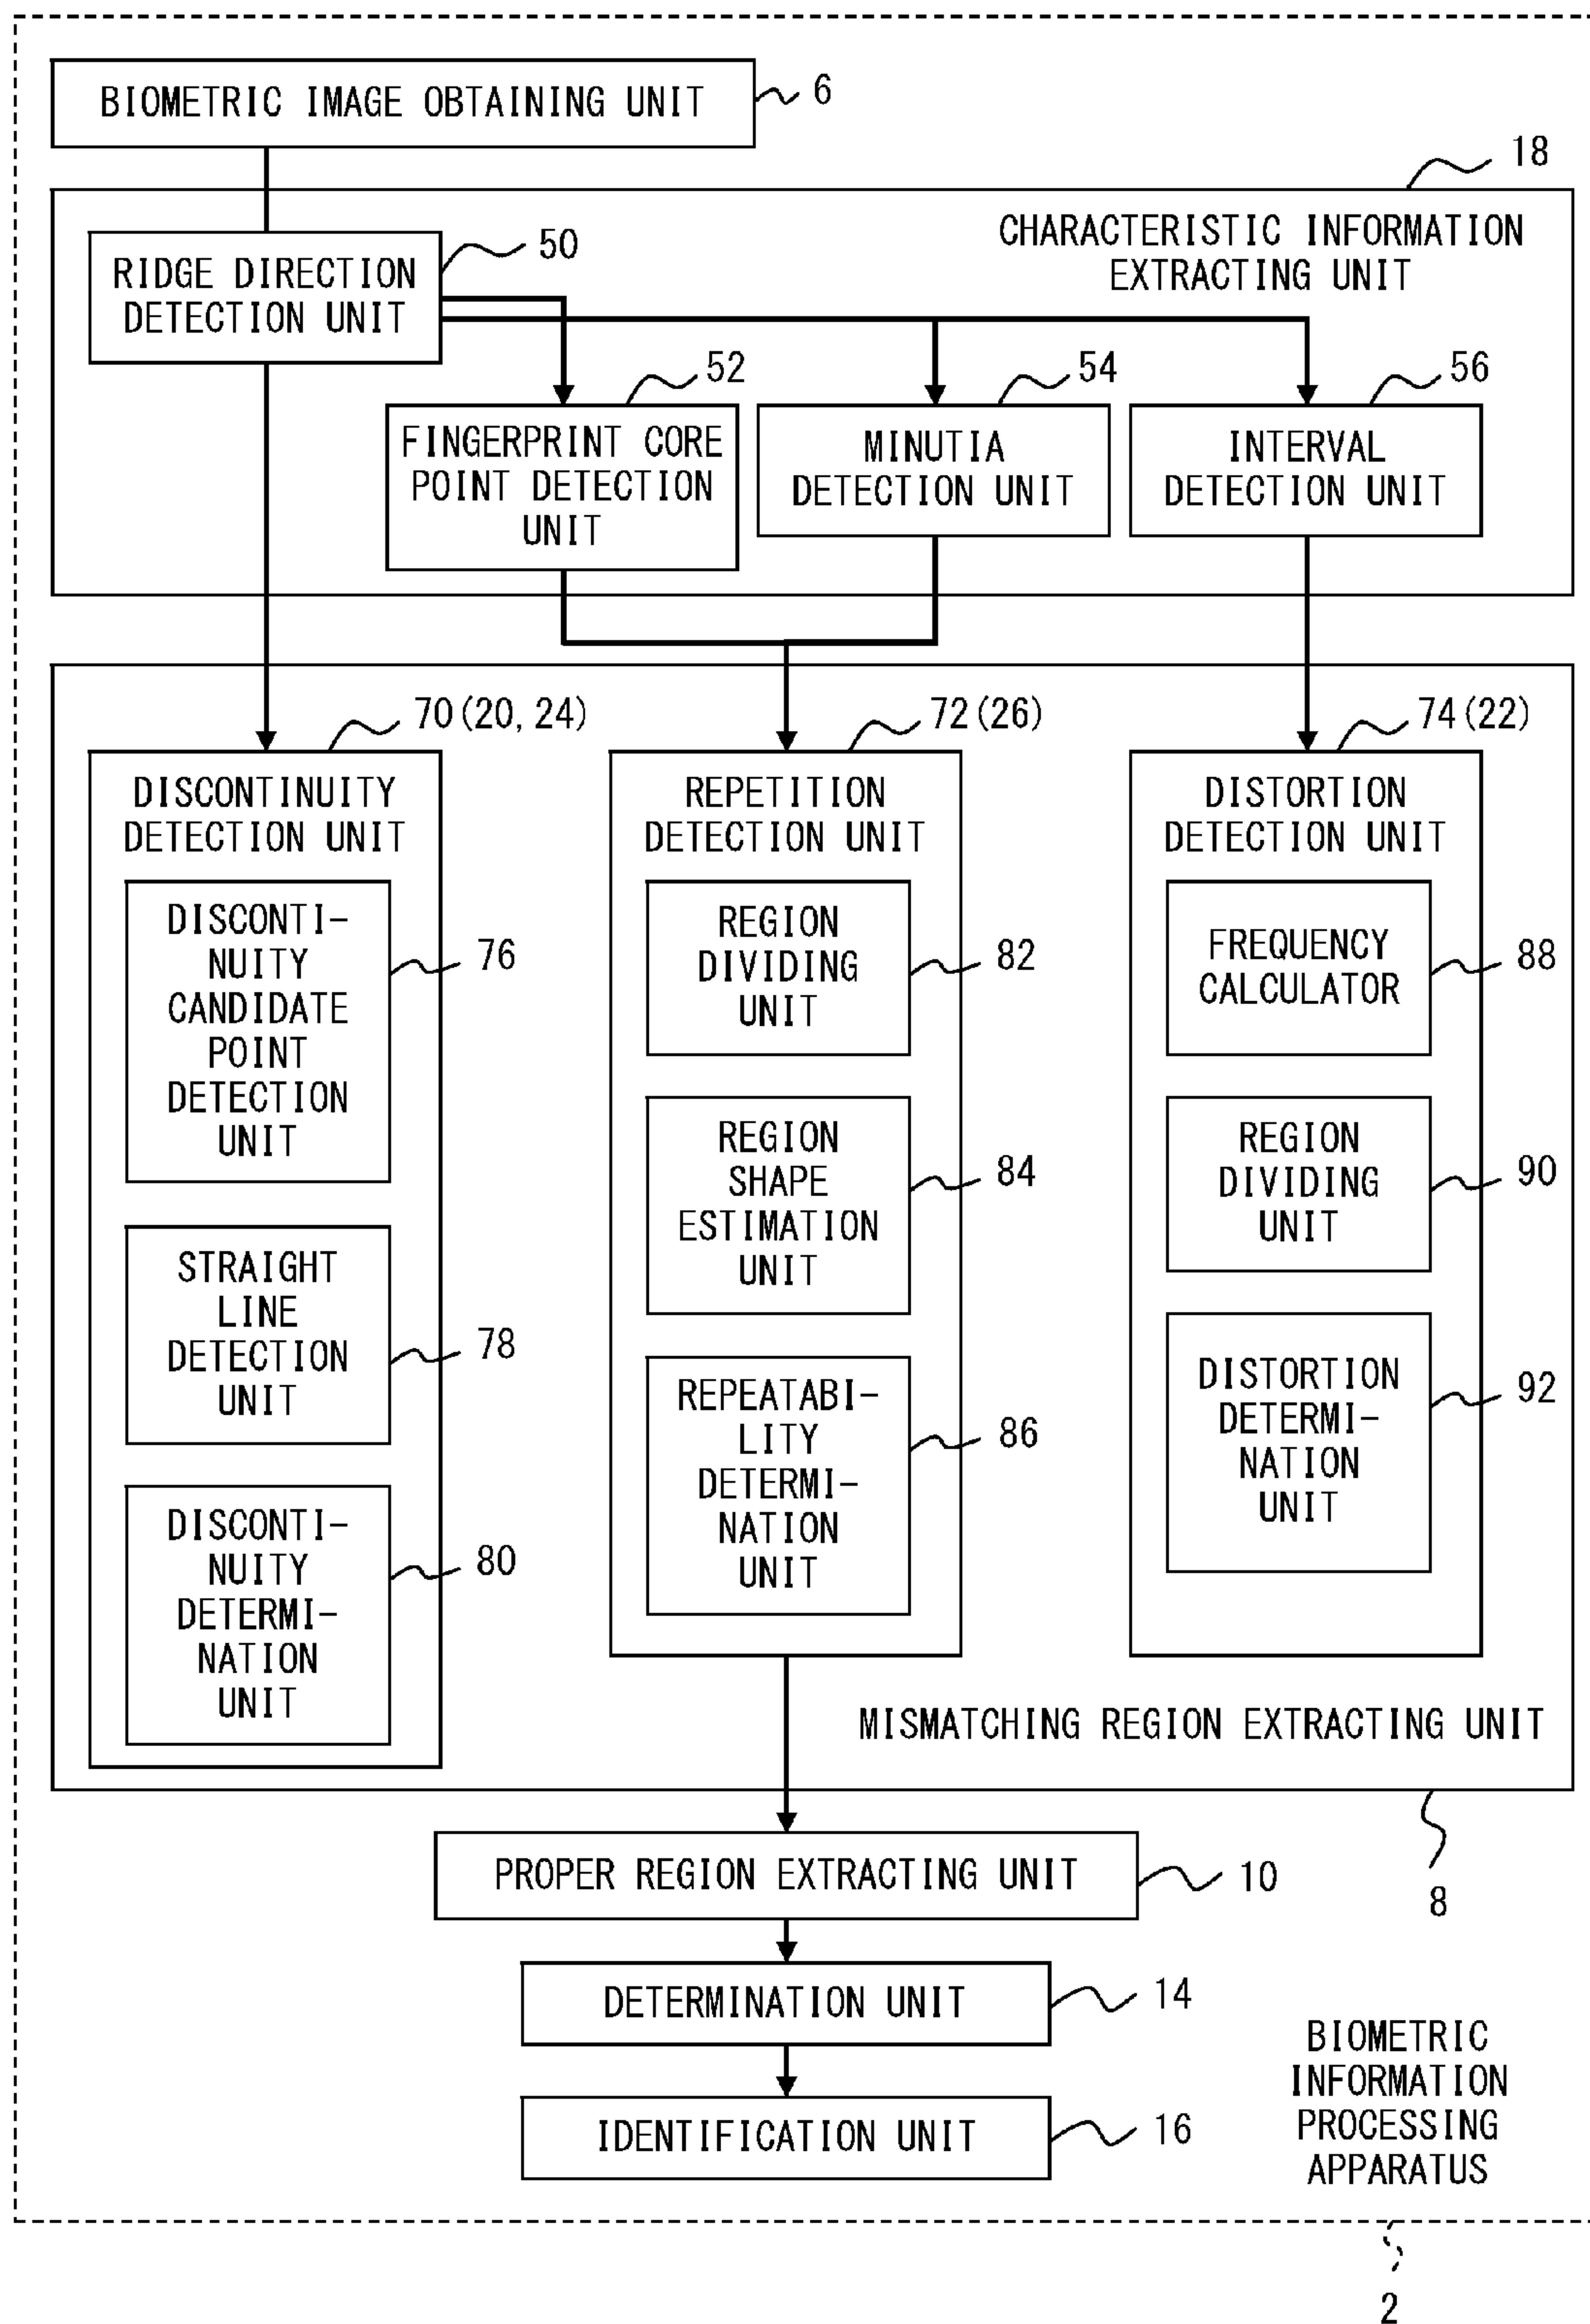 BIOMETRIC IMAGE OBTAINING UNIT
6
18
CHARACTERISTIC INFORMATION
EXTRACTING UNIT
RIDGE DIRECTION
DETECTION UNIT
50
52
54
56
FINGERPRINT CORE
POINT DETECTION
UNIT
MINUTIA
DETECTION UNIT
INTERVAL
DETECTION UNIT
70(20, 24)
72(26)
74(22)
DISCONTINUITY
DETECTION UNIT
DISCONTI-
NUITY
CANDIDATE
POINT
DETECTION
UNIT
76
STRAIGHT
LINE
DETECTION
UNIT
78
DISCONTI-
NUITY
DETERMI-
NATION
UNIT
80
REPETITION
DETECTION UNIT
REGION
DIVIDING
UNIT
82
REGION
SHAPE
ESTIMATION
UNIT
84
REPEATABI-
LITY
DETERMI-
NATION
UNIT
86
DISTORTION
DETECTION UNIT
FREQUENCY
CALCULATOR
88
REGION
DIVIDING
UNIT
90
DISTORTION
DETERMI-
NATION
UNIT
92
MISMATCHING REGION EXTRACTING UNIT
8
PROPER REGION EXTRACTING UNIT
10
DETERMINATION UNIT
14
IDENTIFICATION UNIT
16
BIOMETRIC
INFORMATION
PROCESSING
APPARATUS
2